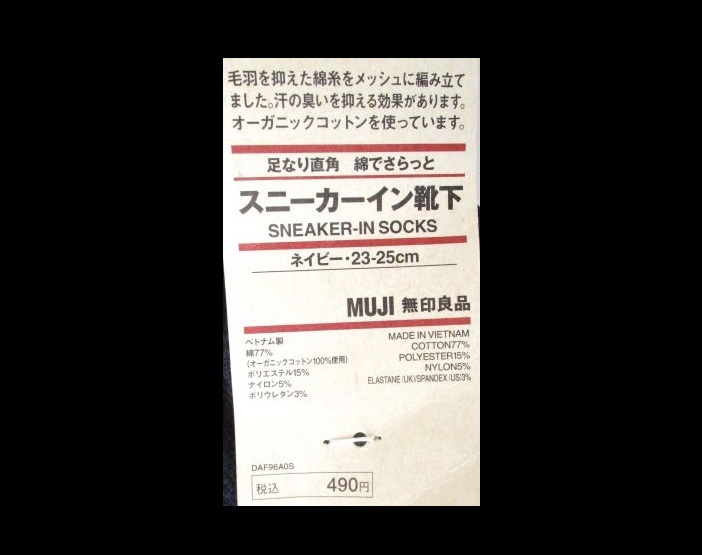 毛羽を抑えた綿糸をメッシュに編み立て
ました。汗の臭いを抑える効果があります。
オーガニックコットンを使っています。
足なり直角 綿でさらっと
スニーカーイン靴下
SNEAKER-IN SOCKS
ネイビー・23-25cm
MUJI 無印良品
ベトナム製
綿77%
(オーガニックコットン100%使用)
ポリエステル15%
ナイロン5%
ポリウレタン3%
MADE IN VIETNAM
COTTON77%
POLYESTER15%
NYLON5%
ELASTANE (UK)/SPANDEX (US)3%
DAF96A0S
税込 490円